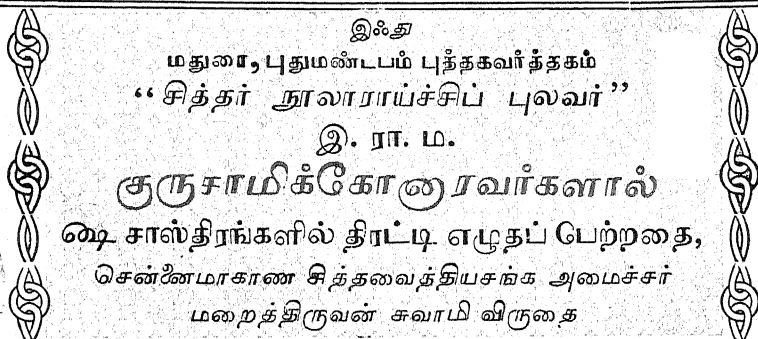 இஃது
மதுரை, புதுமண்டபம் புத்தகவர்த்தகம்
“சித்தர் நூலாராய்ச்சிப் புலவர்”
இ. ரா. ம.
குருசாமிக்கோனாரவர்களால்
௸ சாஸ்திரங்களில் திரட்டி எழுதப் பேற்றதை,
சென்னைமாகாண சித்தவைத்தியசங்க அமைச்சர்
மறைத்திருவன் சுவாமி விருதை